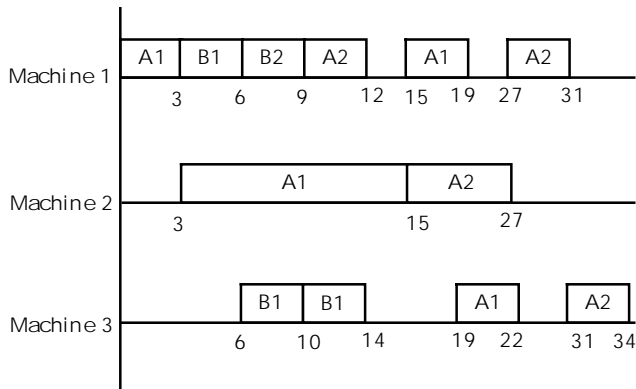 A1 B1 B2 A2 A1 A2
Machine 1
3 6 9 12 15 19 27 31
A1 A2
Machine 2
3 15 27
B1 B1 A1 A2
Machine 3
6 10 14 19 22 31 34